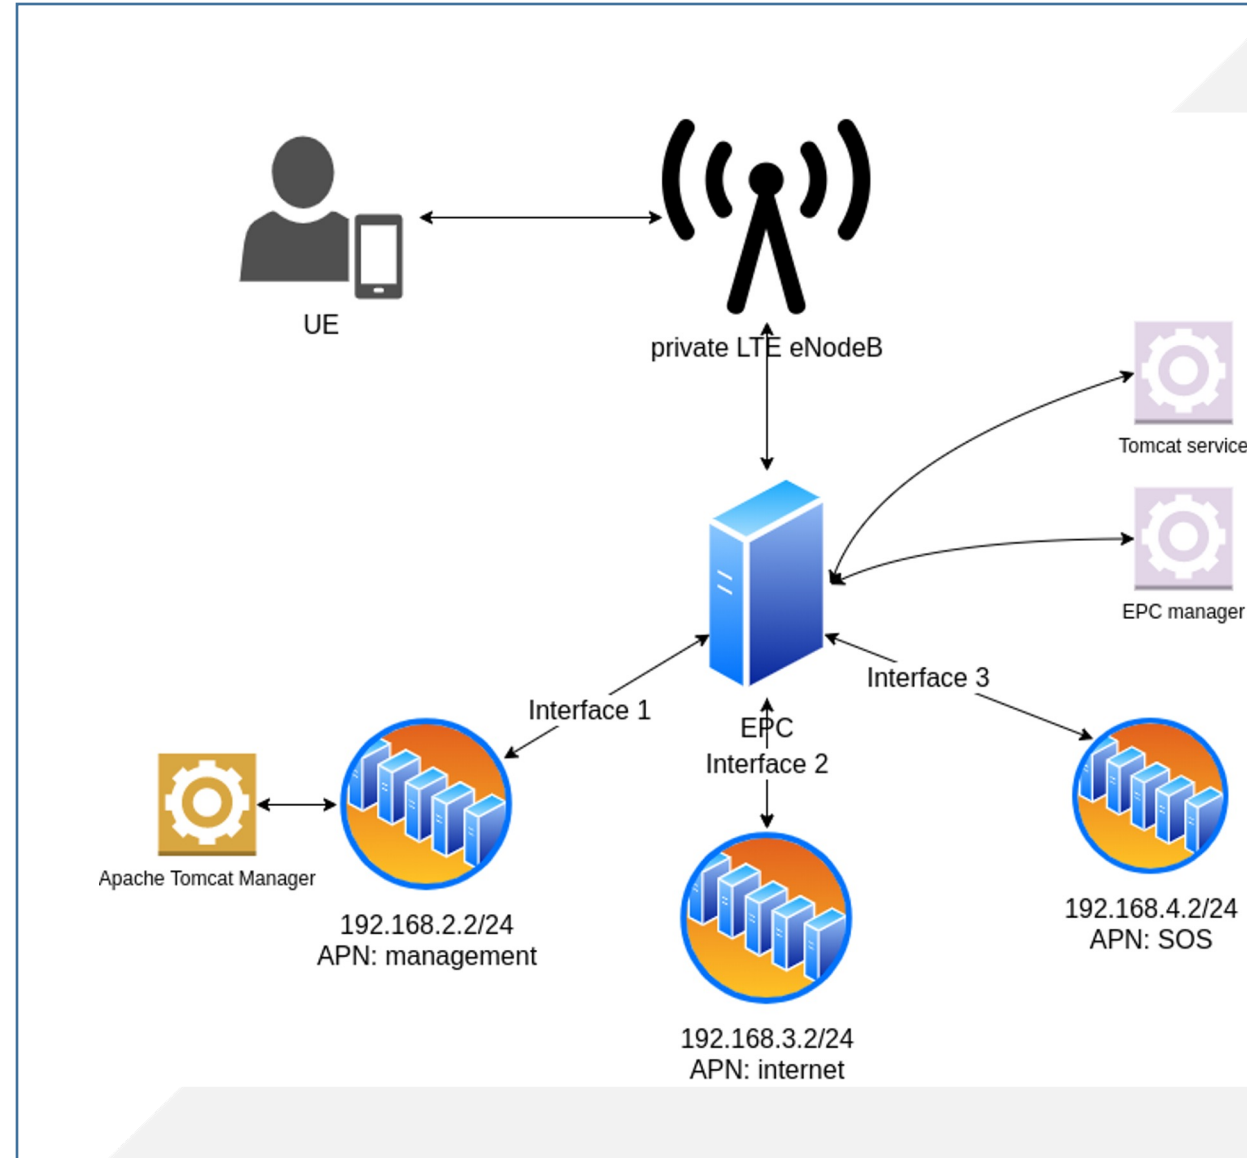 UE
private LTE eNodeB
Tomcat service
EPC manager
Interface 3
Interface 1
EPC
Interface 2
Apache Tomcat Manager
192.168.2.2/24
APN: management
192.168.4.2/24
APN: SOS
192.168.3.2/24
APN: internet